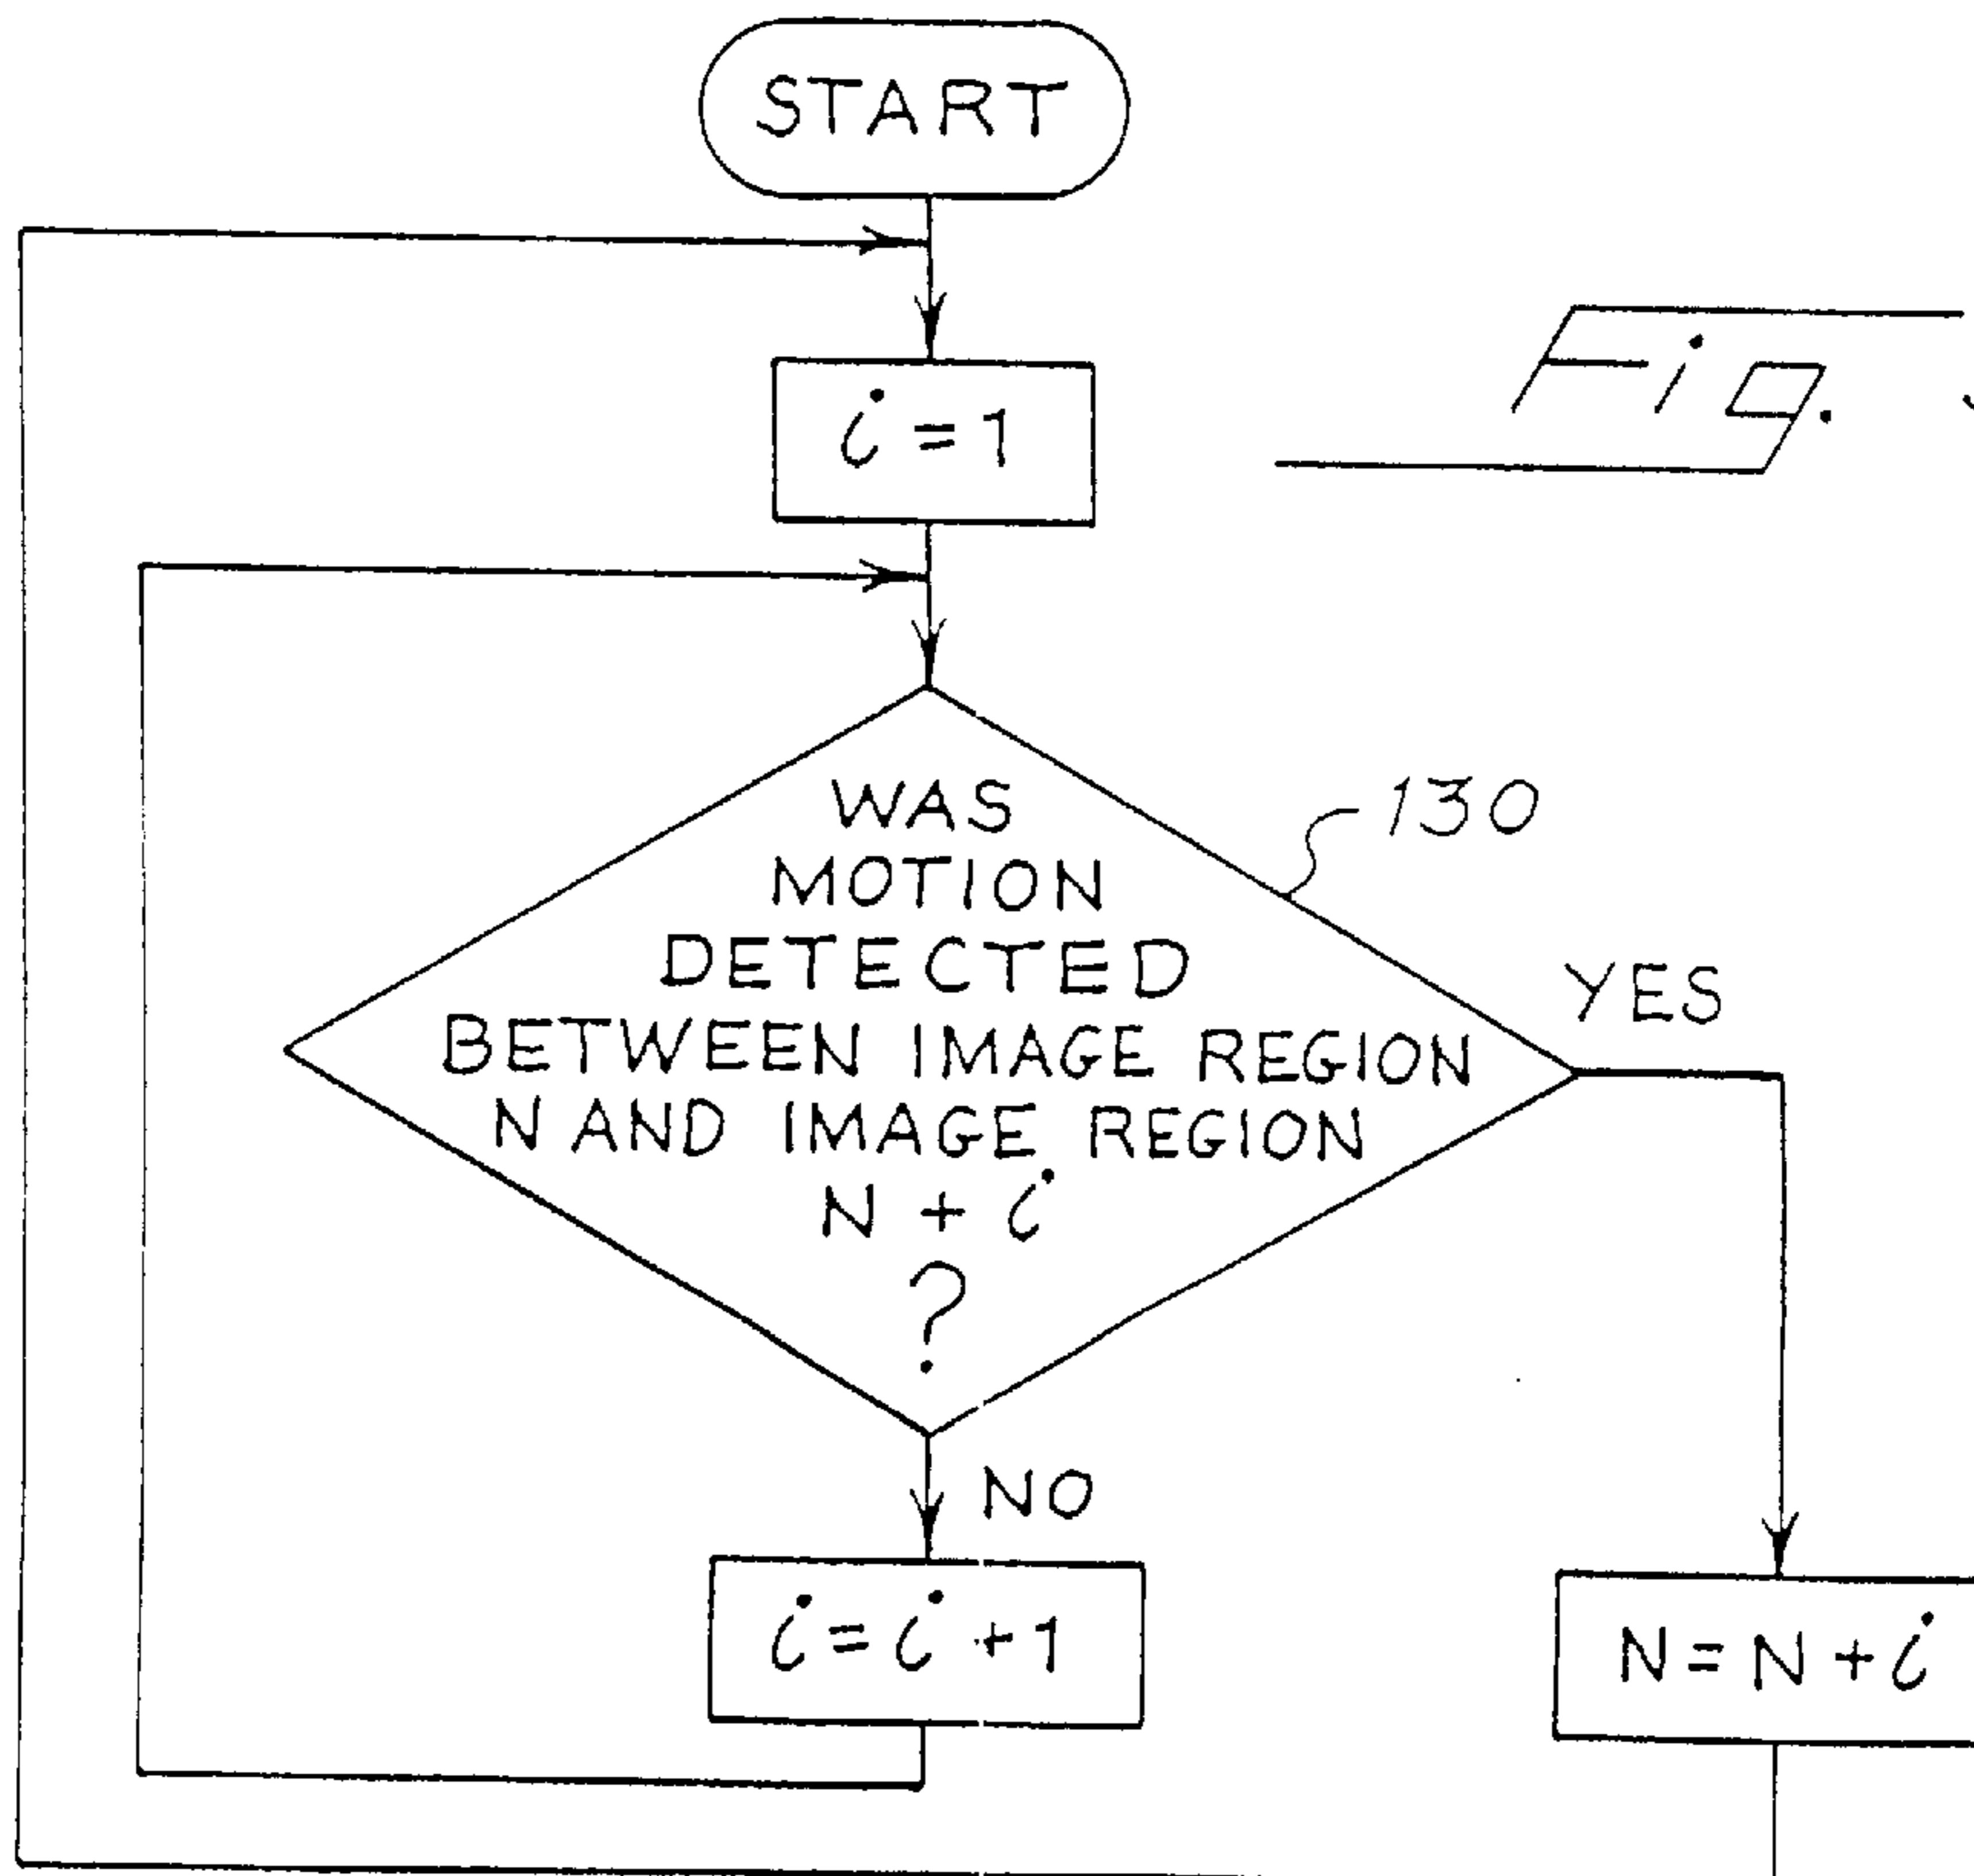 START
i = 1
Fig.
WAS
MOTION
DETECTED
BETWEEN IMAGE REGION
N AND IMAGE REGION
N + i
?
130
YES
NO
i = i + 1
N = N + i